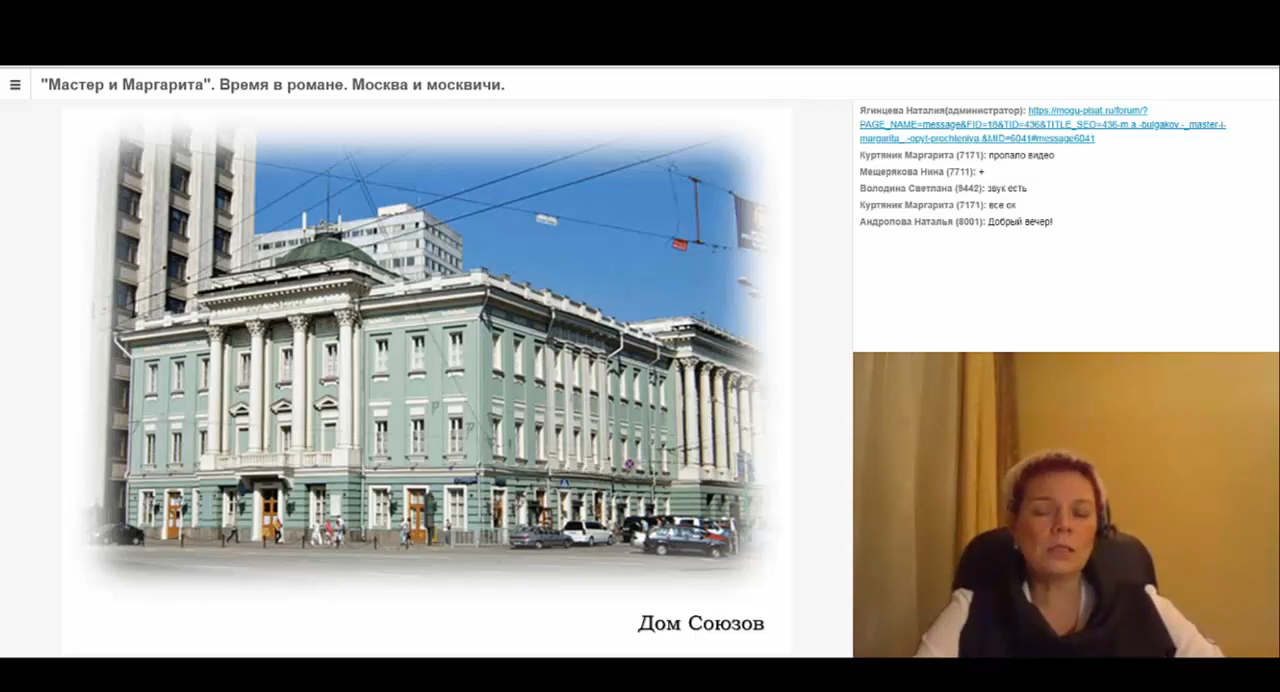 "Мастер и Маргарита". Время в романе. Москва и москвичи.
Ягинцева Наталия(администратор): https://mogu-pisat.ru/forum/?
PAGE_NAME=message&FID=18&TID=436&TITLE_SEO=436-m.a.-bulgakov.-_master-i-
margarita_.-opyt-prochteniya.&MID=6041#message6041
Куртяник Маргарита (7171): пропало видео
Мещерякова Нина (7711): +
Володина Светлана (9442): звук есть
Куртяник Маргарита (7171): все ок
Андропова Наталья (8001): Добрый вечер!
Дом Союзов